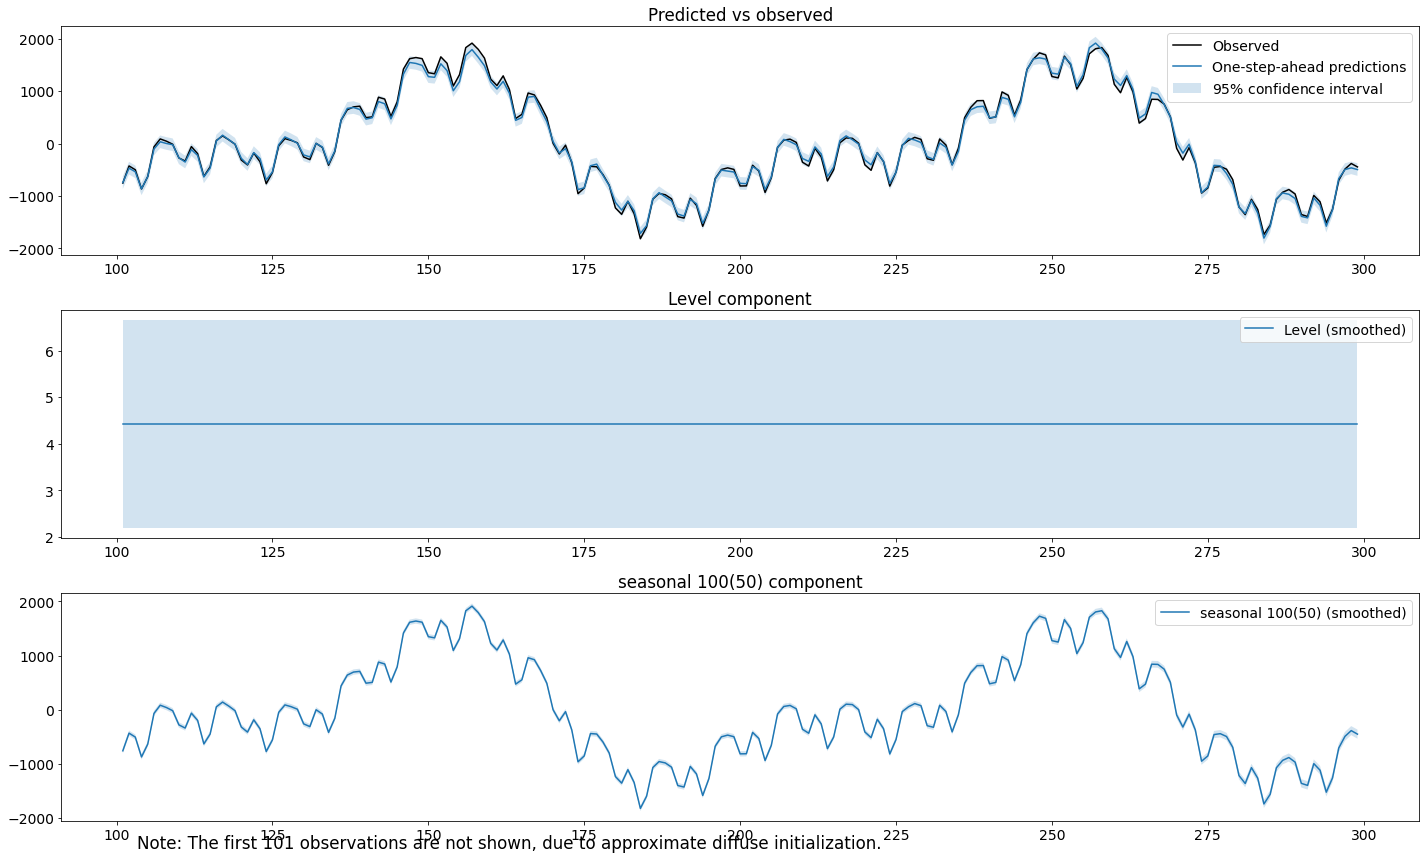 Predicted vs observed
2000
1000
0
−1000
−2000
Observed
One-step-ahead predictions
95% confidence interval
100 125 150 175 200 225 250 275 300
Level component
6
5
4
3
2
Level (smoothed)
100 125 150 175 200 225 250 275 300
seasonal 100(50) component
2000
1000
0
−1000
−2000
seasonal 100(50) (smoothed)
100 125 150 175 200 225 250 275 300
Note: The first 101 observations are not shown, due to approximate diffuse initialization.